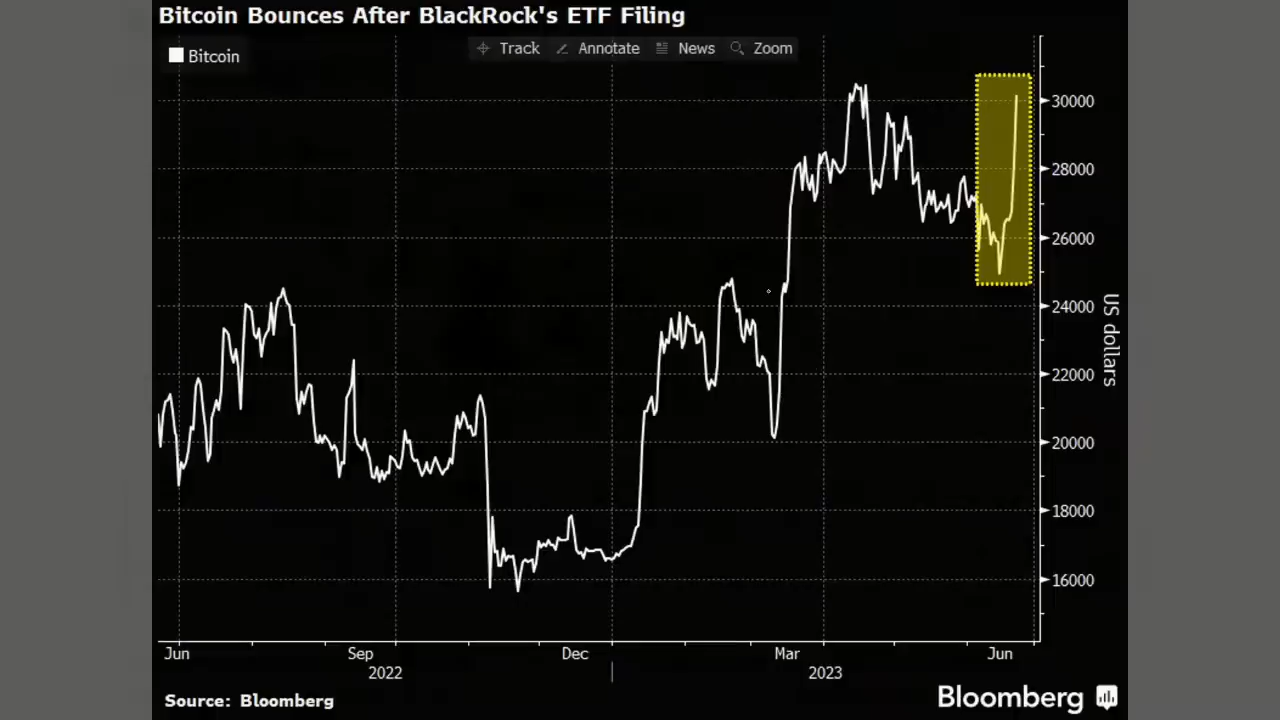 Bitcoin Bounces After BlackRock's ETF Filing
Track Annotate News Zoom
Bitcoin
30000
28000
26000
24000
22000
20000
18000
16000
US dollars
Jun Sep Dec Mar Jun
2022 2023
Source: Bloomberg
Bloomberg